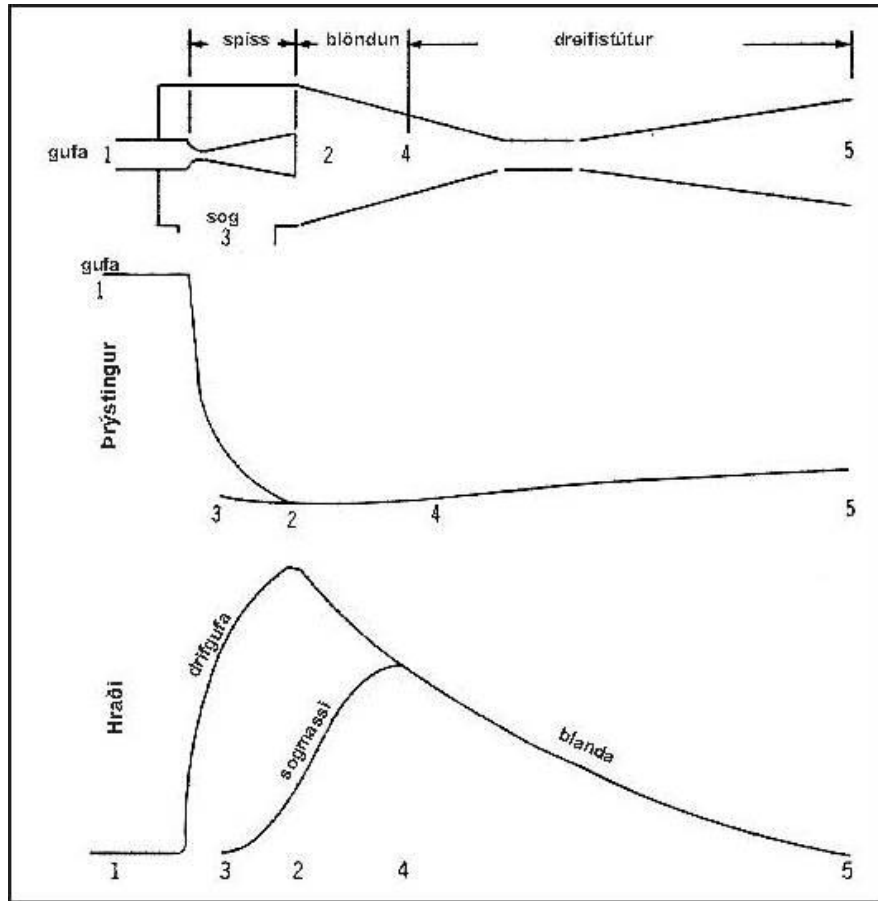 spíss blöndun dreifistútur
gufa 1 2 4 5
sog
3
gufa
1
Þrýstingur
3 2 4 5
Hraði
drifgufa
sogmassi
blanda
1 3 2 4 5